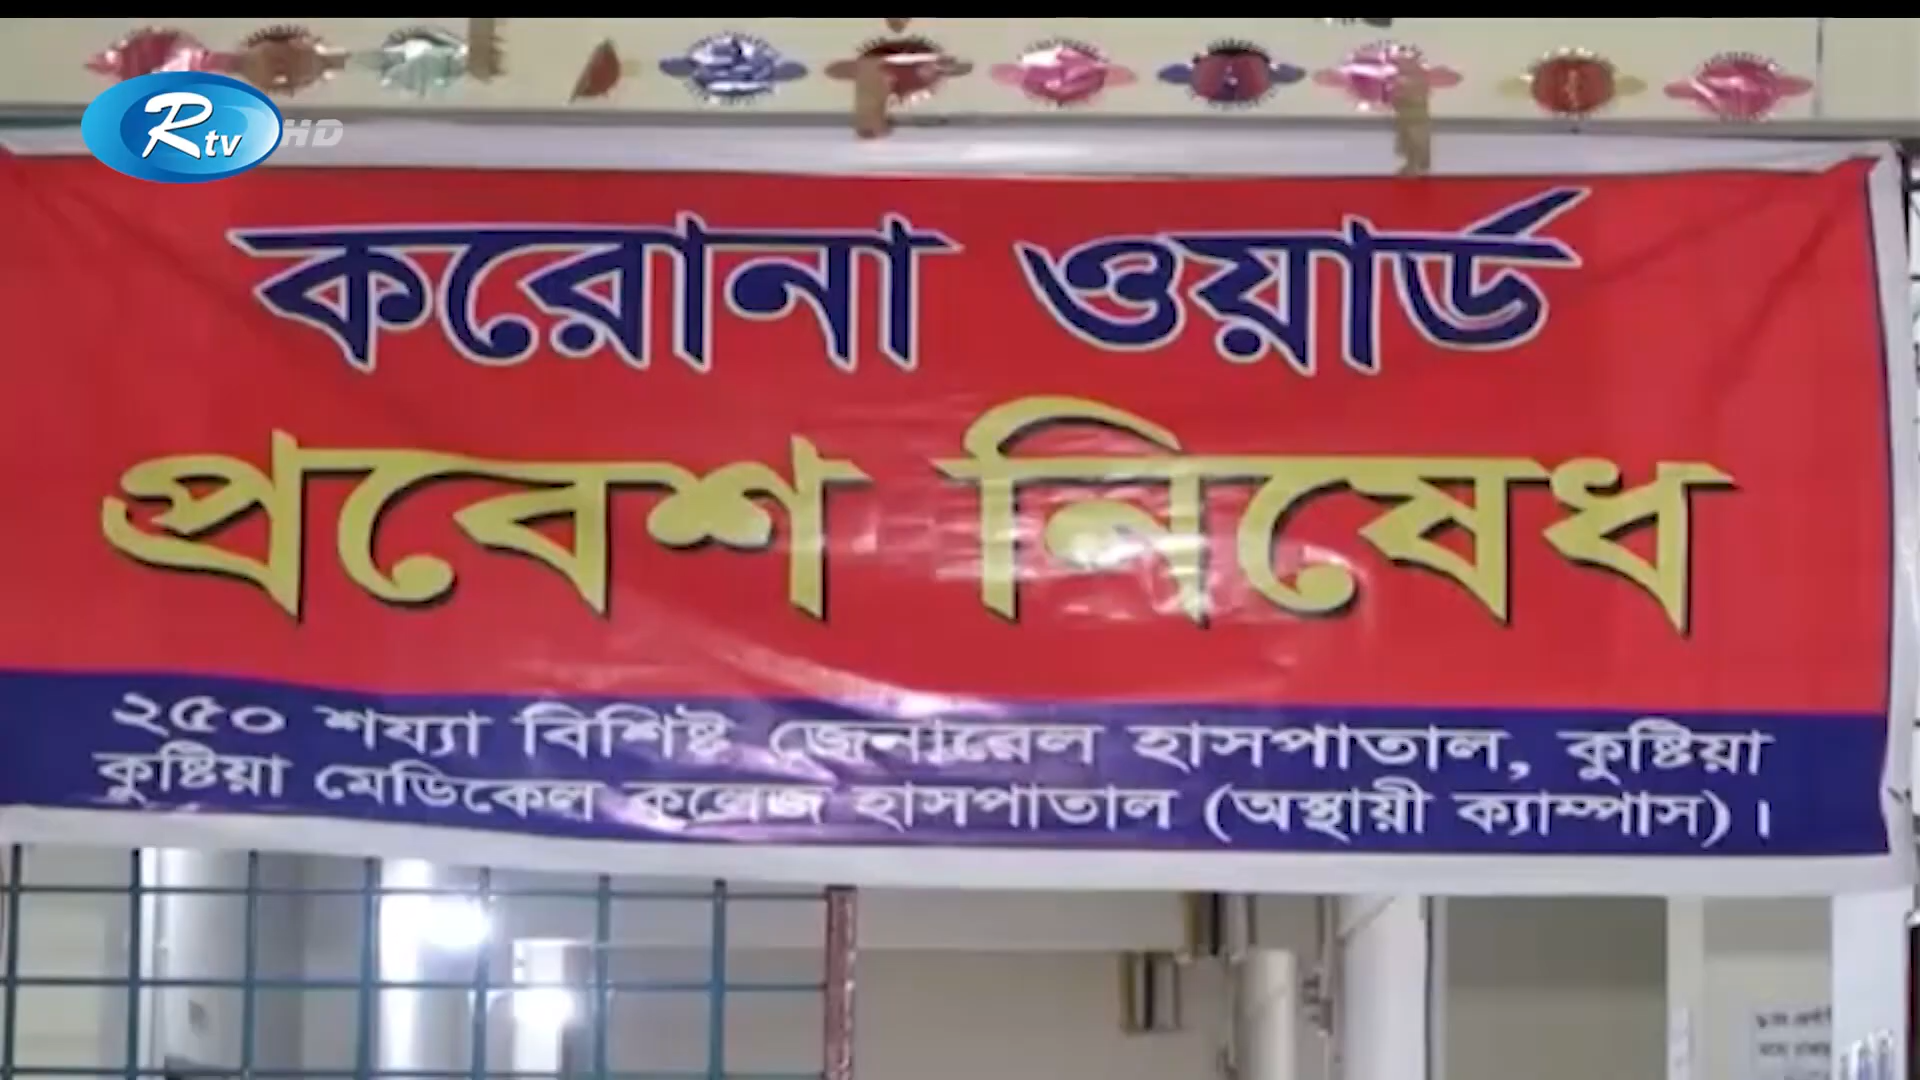 Rtv HD
করোনা ওয়ার্ড
প্রবেশ নিষেধ
২৫০ শয্যা বিশিষ্ট জেনারেল হাসপাতাল, কুষ্টিয়া
কুষ্টিয়া মেডিকেল কলেজ হাসপাতাল (অস্থায়ী ক্যাম্পাস)।